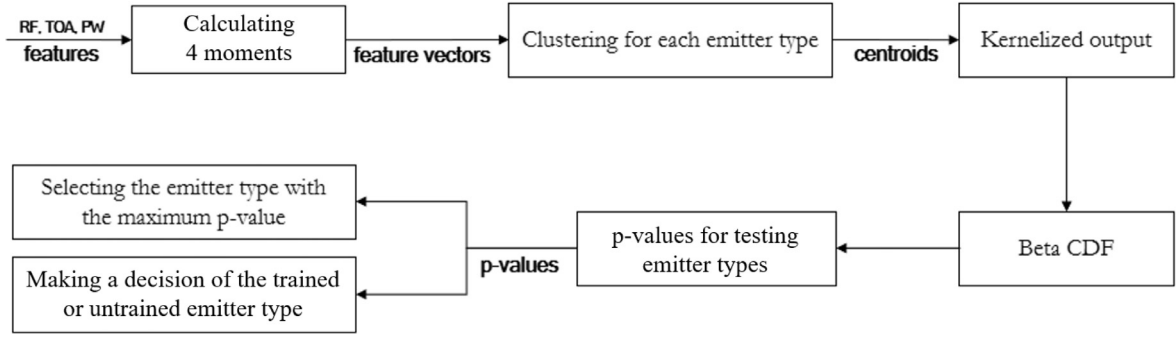 RF, TOA, PW
features
Calculating
4 moments
feature vectors
Clustering for each emitter type
centroids
Kernelized output
Beta CDF
p-values for testing
emitter types
p-values
Selecting the emitter type with
the maximum p-value
Making a decision of the trained
or untrained emitter type